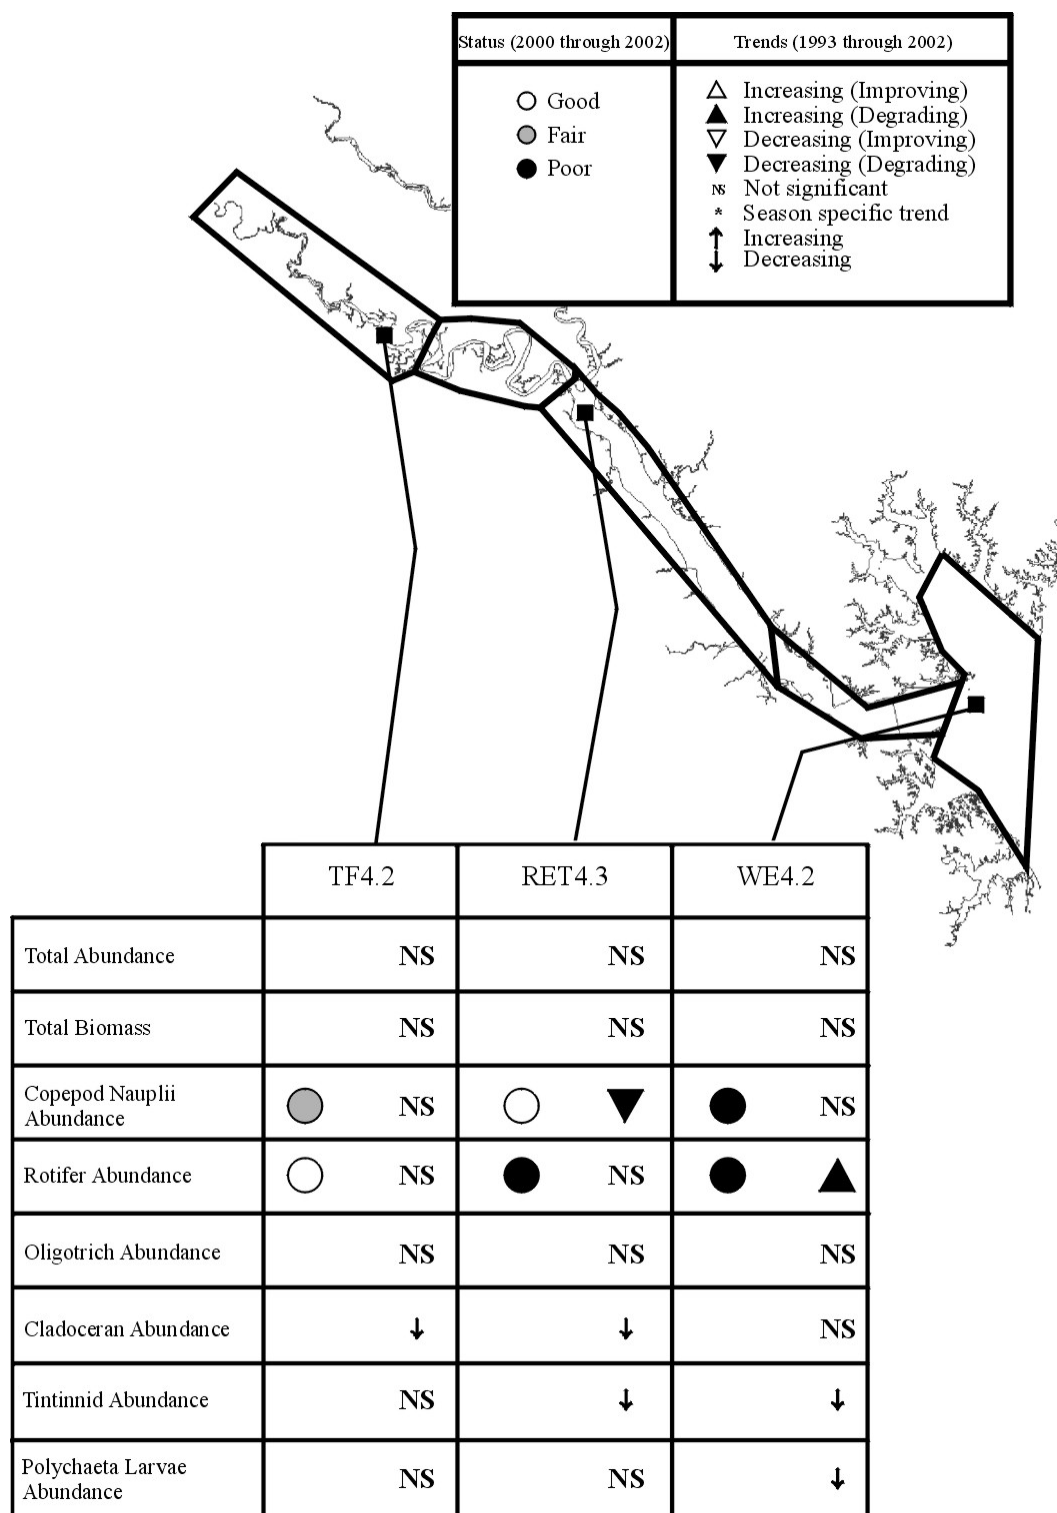 Status (2000 through 2002) Trends (1993 through 2002)
Good
Fair
Poor
Increasing (Improving)
Increasing (Degrading)
Decreasing (Improving)
Decreasing (Degrading)
NS Not significant
* Season specific trend
Increasing
Decreasing
TF4.2 RET4.3 WE4.2
Total Abundance NS NS NS
Total Biomass NS NS NS
Copepod Nauplii
Abundance NS NS
Rotifer Abundance NS NS
Oligotrich Abundance NS NS NS
Cladoceran Abundance NS
Tintinnid Abundance NS
Polychaeta Larvae
Abundance NS NS